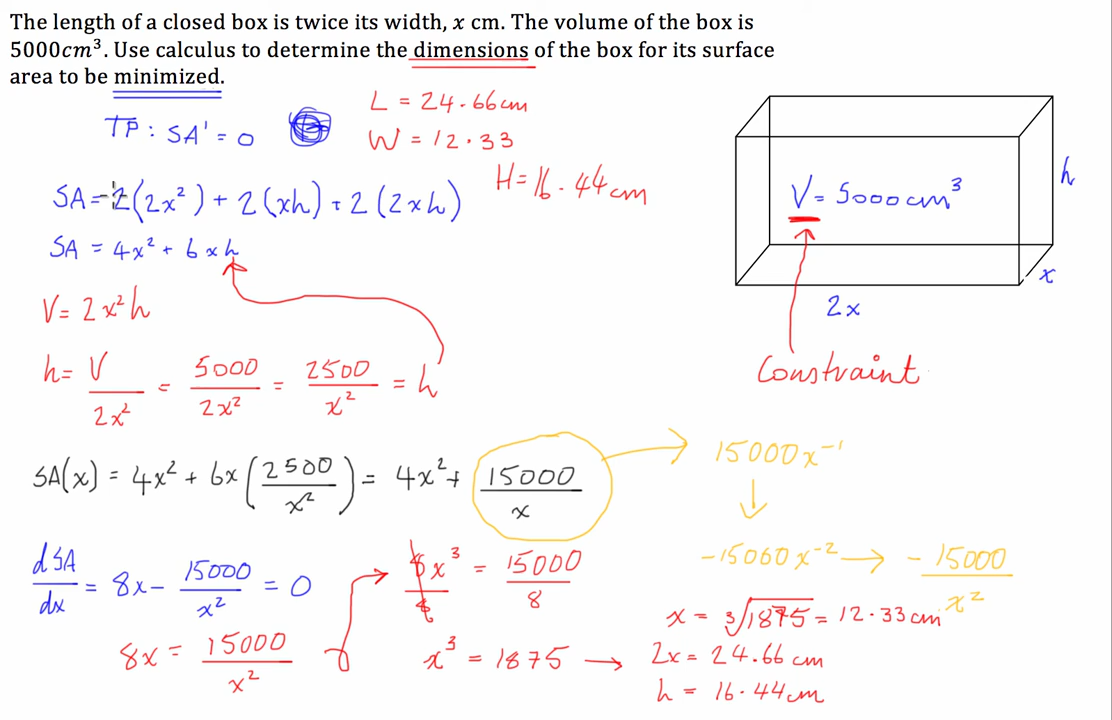 The length of a closed box is twice its width, x cm. The volume of the box is
5000cm³. Use calculus to determine the dimensions of the box for its surface
area to be minimized.
TP : SA' = 0
L = 24.66cm
W = 12.33
H = 16.44cm
SA = 2(2x²) + 2(xh) + 2(2xh)
SA = 4x² + 6xh
V = 2x²h
h = V/2x² = 5000/2x² = 2500/x² = h
V = 5000cm³
h
x
2x
Constraint
SA(x) = 4x² + 6x(2500/x²) = 4x² + 15000/x
15000x⁻¹
-15000x⁻² → -15000/x²
dSA/dx = 8x - 15000/x² = 0
8x = 15000/x²
8x³/8 = 15000/8
x³ = 1875 →
x = ³√1875 = 12.33cm
2x = 24.66cm
h = 16.44cm